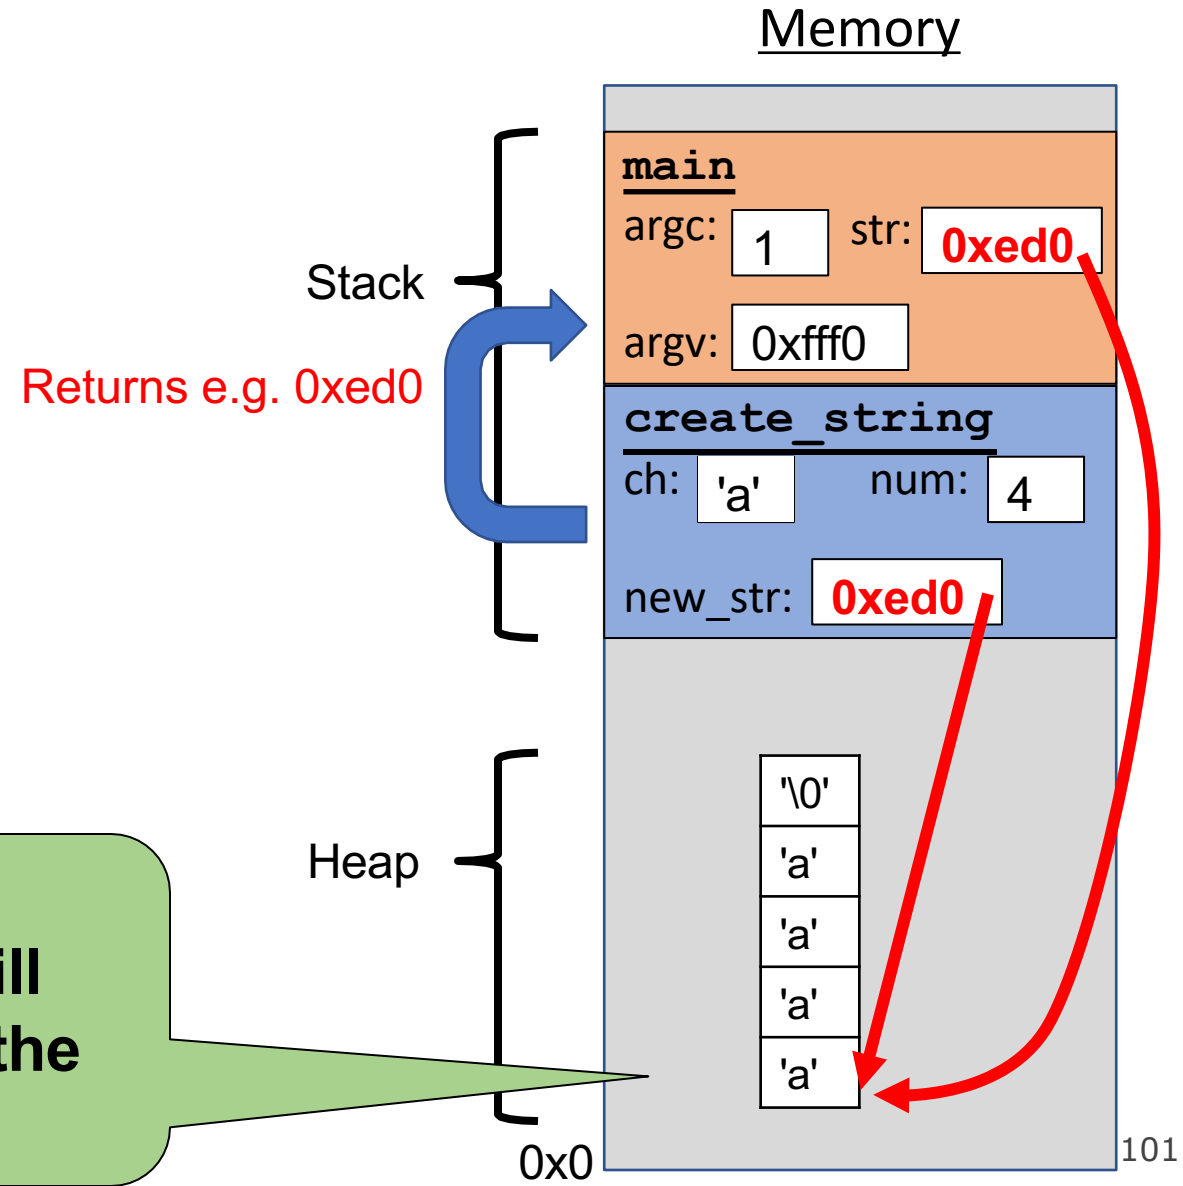 Memory
main
argc: 1 str: 0xed0
Stack
argv: 0xfff0
Returns e.g. 0xed0
create_string
ch: 'a' num: 4
new_str: 0xed0
'\0'
Heap
'a'
'a'
'a'
'a'
ill
the
0x0
101